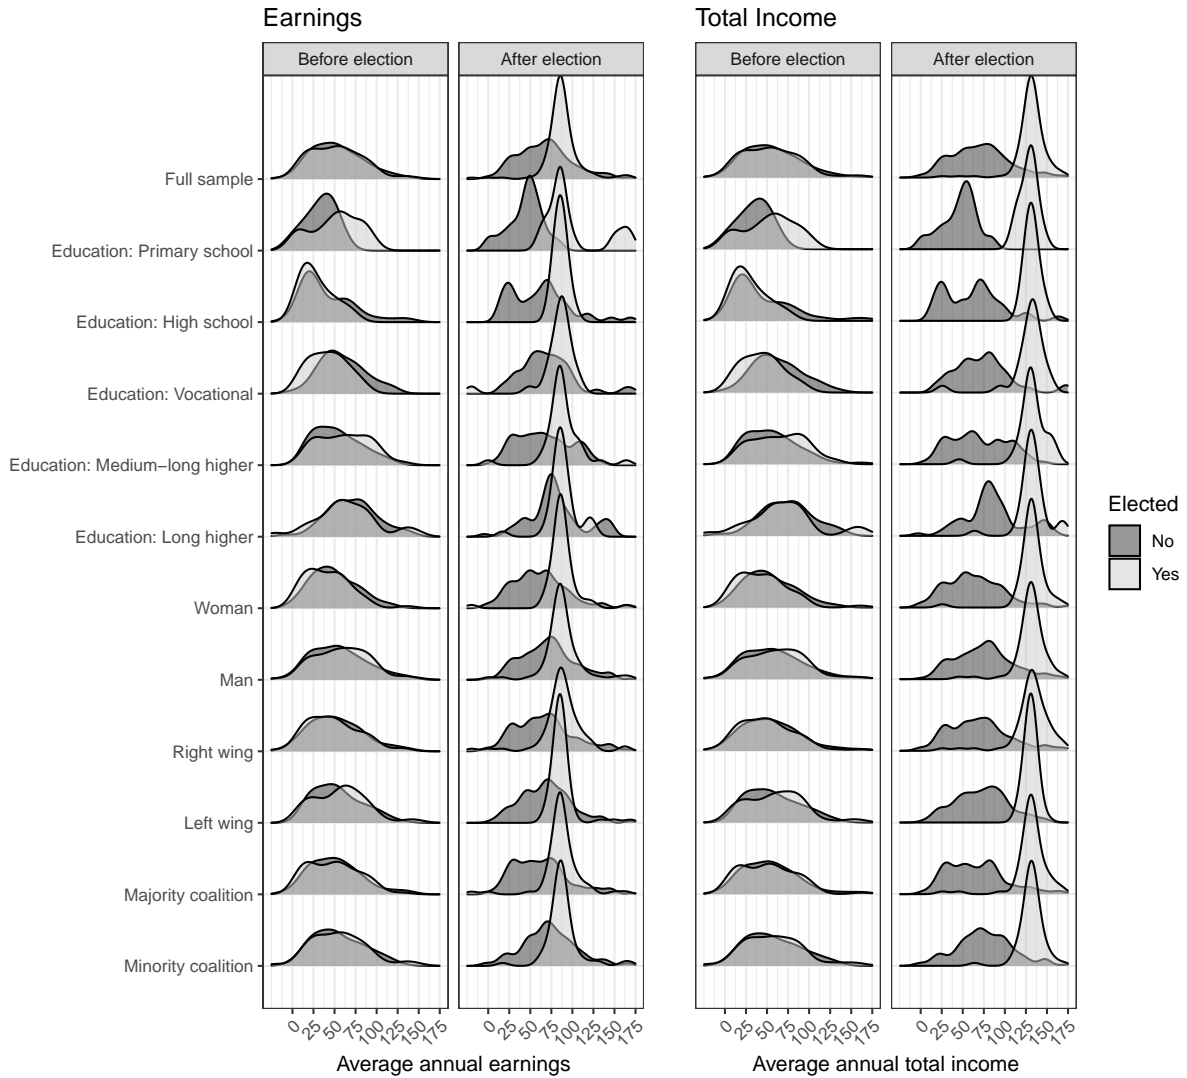 Earnings
Total Income
Before election
After election
Before election
After election
Full sample
Education: Primary school
Education: High school
Education: Vocational
Education: Medium−long higher
Education: Long higher
Woman
Man
Right wing
Left wing
Majority coalition
Minority coalition
Elected
No
Yes
0 25 50 75 100 125 150 175
0 25 50 75 100 125 150 175
0 25 50 75 100 125 150 175
0 25 50 75 100 125 150 175
Average annual earnings
Average annual total income